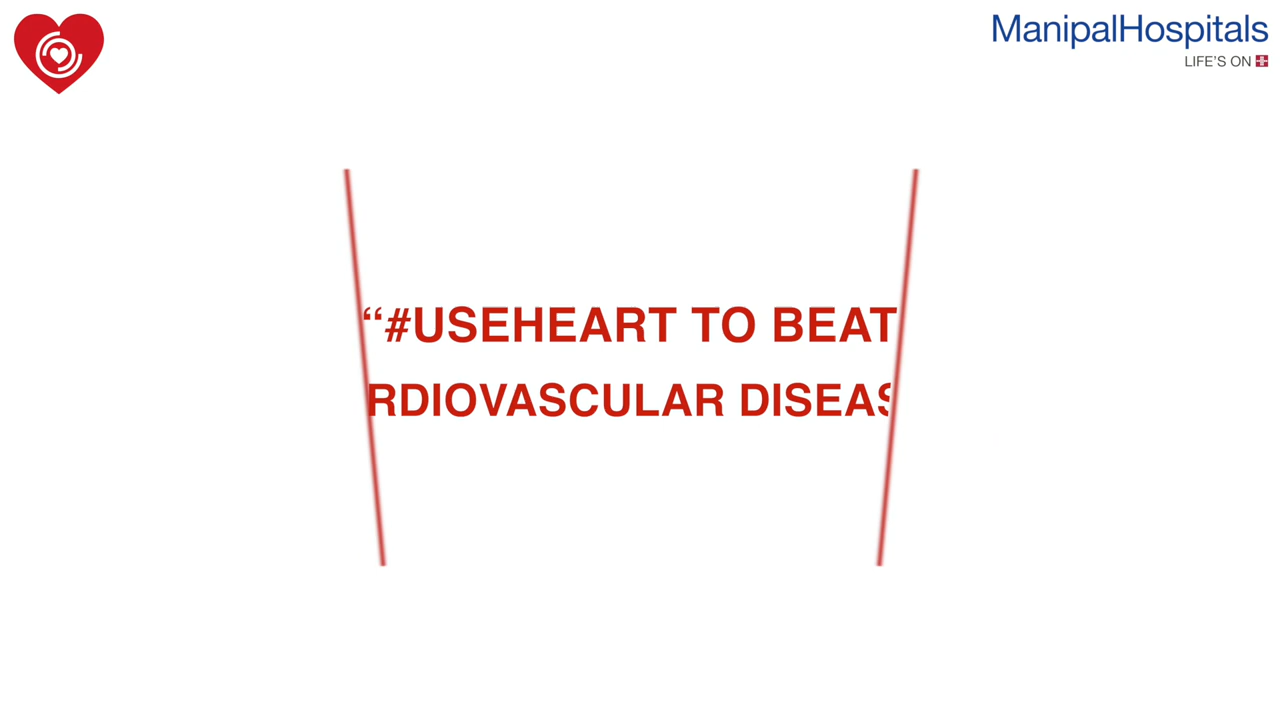 ManipalHospitals
LIFE'S ON
“#USEHEART TO BEAT
RDIOVASCULAR DISEAS